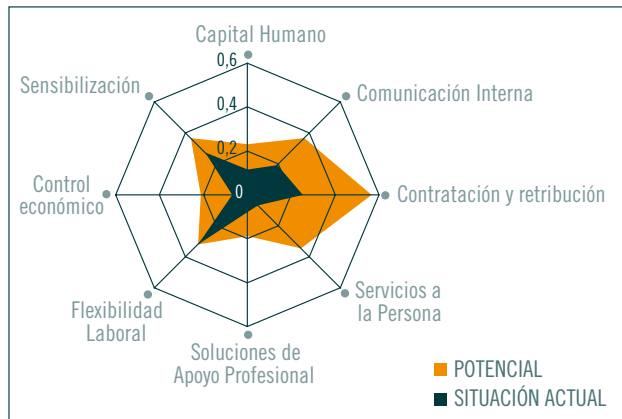 Capital Humano
0,6
Sensibilización
Comunicación Interna
0,4
0,2
Control
económico
0
Contratación y retribución
Servicios a
la Persona
Flexibilidad
Laboral
Soluciones de
Apoyo Profesional
POTENCIAL
SITUACIÓN ACTUAL